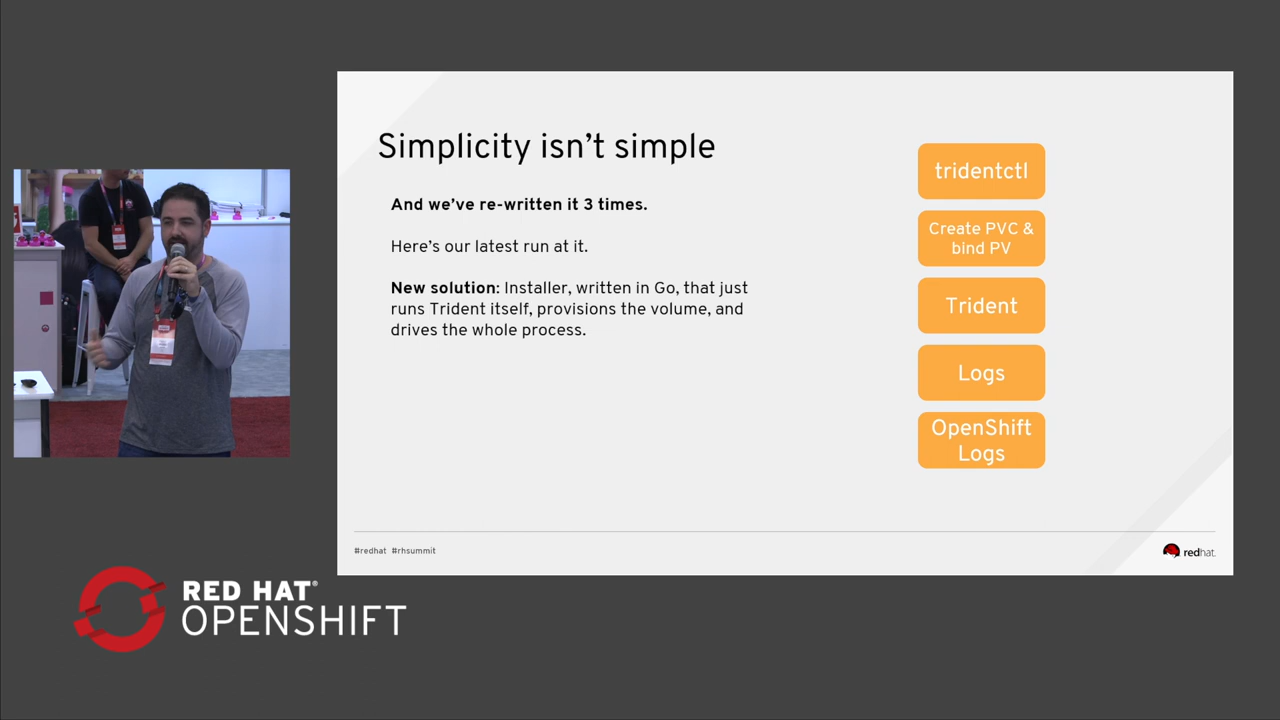 Simplicity isn't simple
And we've re-written it 3 times.
Here's our latest run at it.
New solution: Installer, written in Go, that just
runs Trident itself, provisions the volume, and
drives the whole process.
tridentctl
Create PVC &
bind PV
Trident
Logs
OpenShift
Logs
#redhat #rhsummit
redhat.
RED HAT®
OPENSHIFT